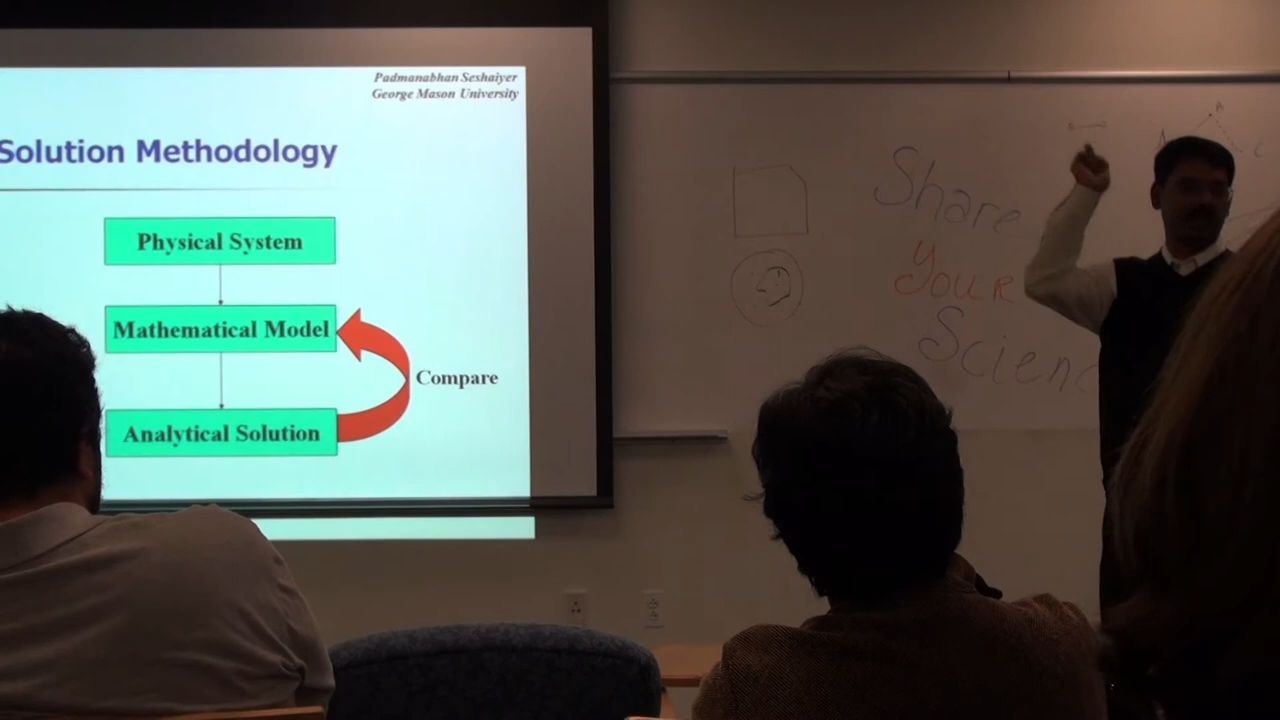 Padmanabhan Seshaiyer
George Mason University
Solution Methodology
Physical System
Mathematical Model
Compare
Analytical Solution
Share
YouR
Scienc
B
A
C